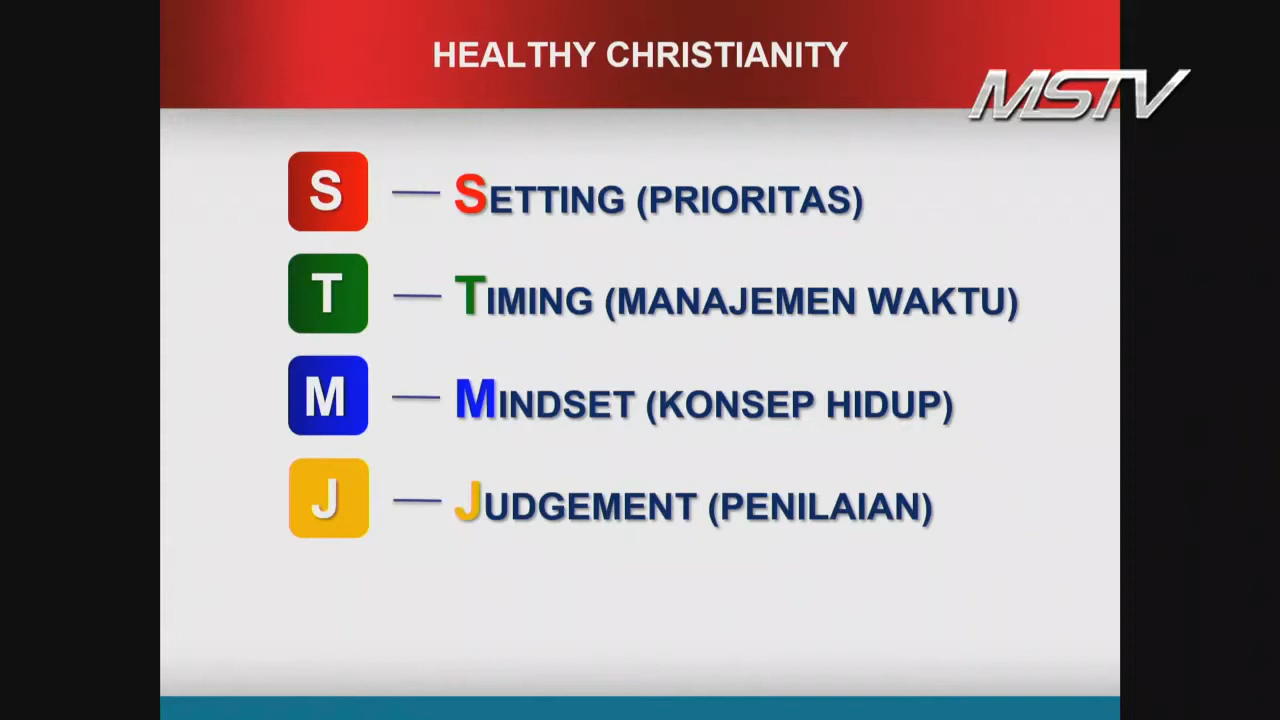 HEALTHY CHRISTIANITY
MSTV
S SETTING (PRIORITAS)
T TIMING (MANAJEMEN WAKTU)
M MINDSET (KONSEP HIDUP)
J JUDGEMENT (PENILAIAN)